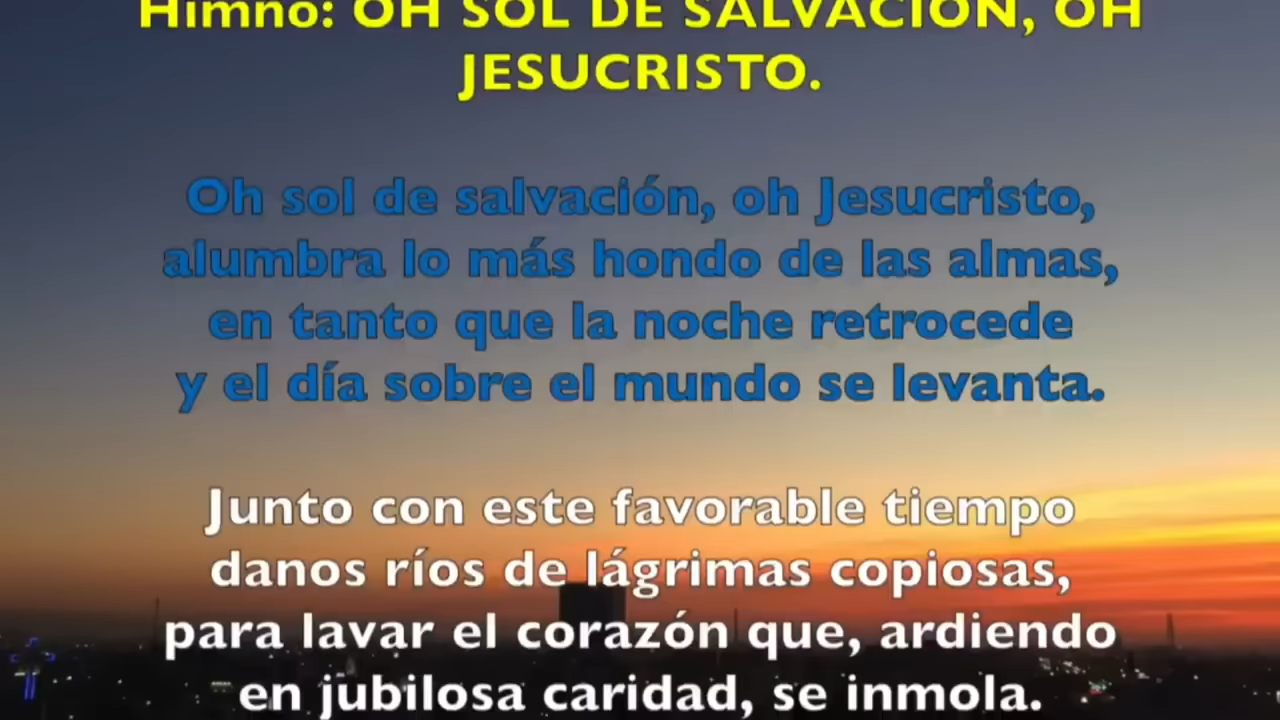 Himno: OH SOL DE SALVACIÓN, OH
JESUCRISTO.
Oh sol de salvación, oh Jesucristo,
alumbra lo más hondo de las almas,
en tanto que la noche retrocede
y el día sobre el mundo se levanta.
Junto con este favorable tiempo
danos ríos de lágrimas copiosas,
para lavar el corazón que, ardiendo
en jubilosa caridad, se inmola.